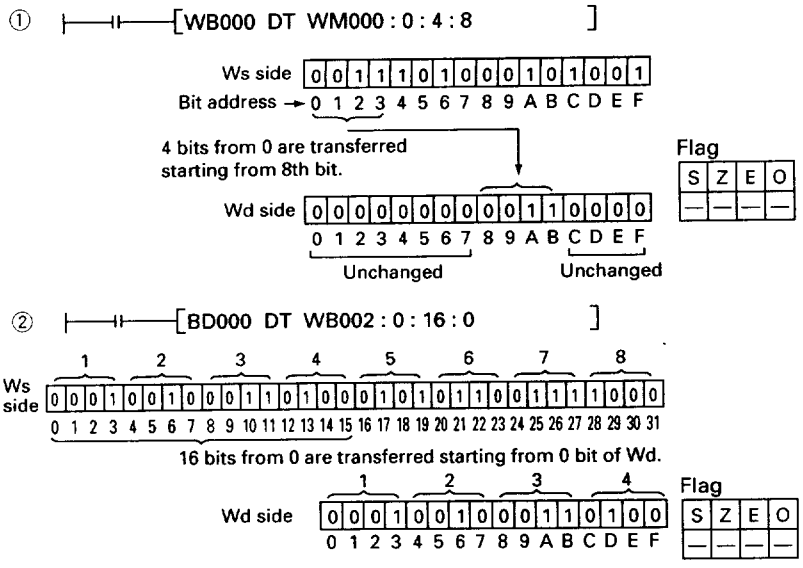 ① [WB000 DT WM000 : 0 : 4 : 8 ]
Ws side 0 0 1 1 1 0 1 0 0 0 1 0 1 0 0 1
Bit address → 0 1 2 3 4 5 6 7 8 9 A B C D E F
4 bits from 0 are transferred
starting from 8th bit.
Flag
S Z E O
— — — —
Wd side 0 0 0 0 0 0 0 0 0 0 1 1 0 0 0 0
0 1 2 3 4 5 6 7 8 9 A B C D E F
Unchanged Unchanged
② [BD000 DT WB002 : 0 : 16 : 0 ]
1 2 3 4 5 6 7 8
Ws
side 0 0 0 1 0 0 1 0 0 0 1 1 0 1 0 0 0 1 0 1 0 1 1 0 0 1 1 1 1 0 0 0
0 1 2 3 4 5 6 7 8 9 10 11 12 13 14 15 16 17 18 19 20 21 22 23 24 25 26 27 28 29 30 31
16 bits from 0 are transferred starting from 0 bit of Wd.
1 2 3 4
Flag
Wd side 0 0 0 1 0 0 1 0 0 0 1 1 0 1 0 0
S Z E O
0 1 2 3 4 5 6 7 8 9 A B C D E F
— — — —